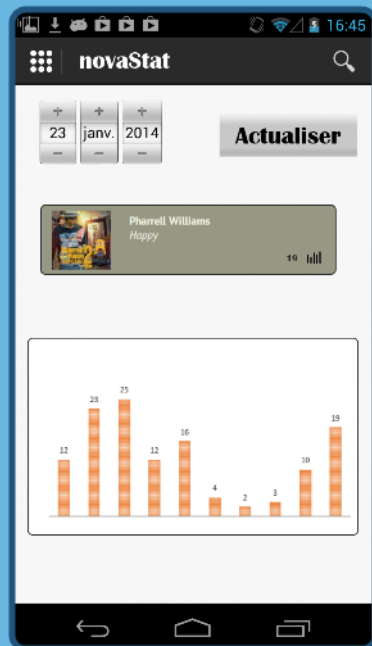 16:45
novaStat
+ + +
23 janv. 2014
− − −
Actualiser
Pharrell Williams
Happy
19
12 23 25 12 16 4 2 3 10 19